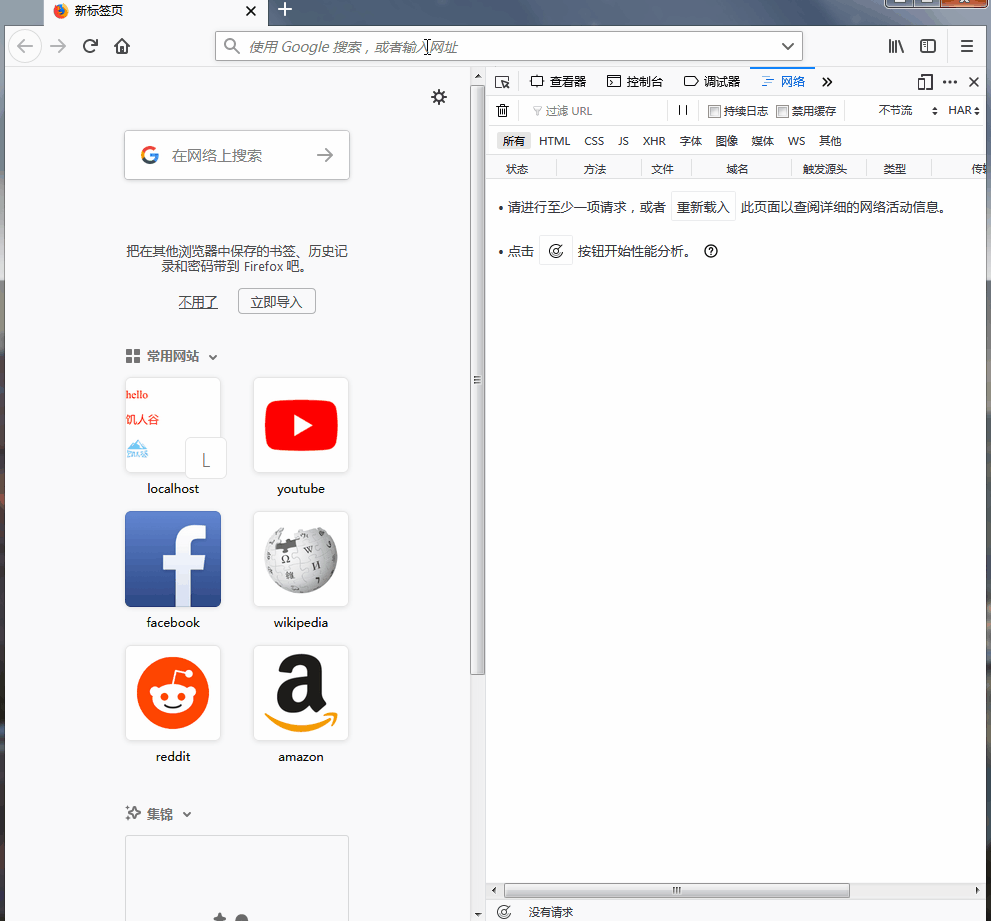 新标签页
使用 Google 搜索，或者输入网址
在网络上搜索
把在其他浏览器中保存的书签、历史记
录和密码带到 Firefox 吧。
不用了 立即导入
常用网站
hello
饥人谷
L
localhost youtube
facebook wikipedia
reddit amazon
集锦
查看器 控制台 调试器 网络
过滤 URL 持续日志 禁用缓存 不节流 HAR
所有 HTML CSS JS XHR 字体 图像 媒体 WS 其他
状态 方法 文件 域名 触发源头 类型 传
• 请进行至少一项请求，或者 重新载入 此页面以查阅详细的网络活动信息。
• 点击 按钮开始性能分析。
没有请求